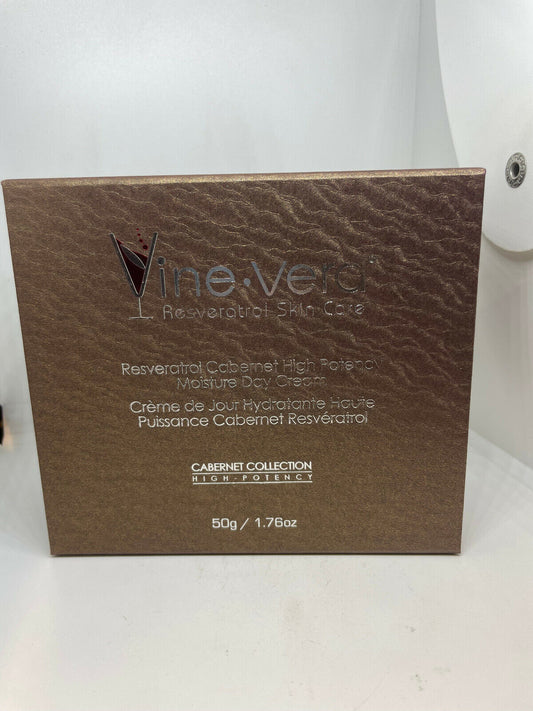 Vine·Vera
Resveratrol Skin Care
Resveratrol Cabernet High Potency
Moisture Day Cream
Crème de Jour Hydratante Haute
Puissance Cabernet Resvératrol
CABERNET COLLECTION
HIGH-POTENCY
50g / 1.76oz